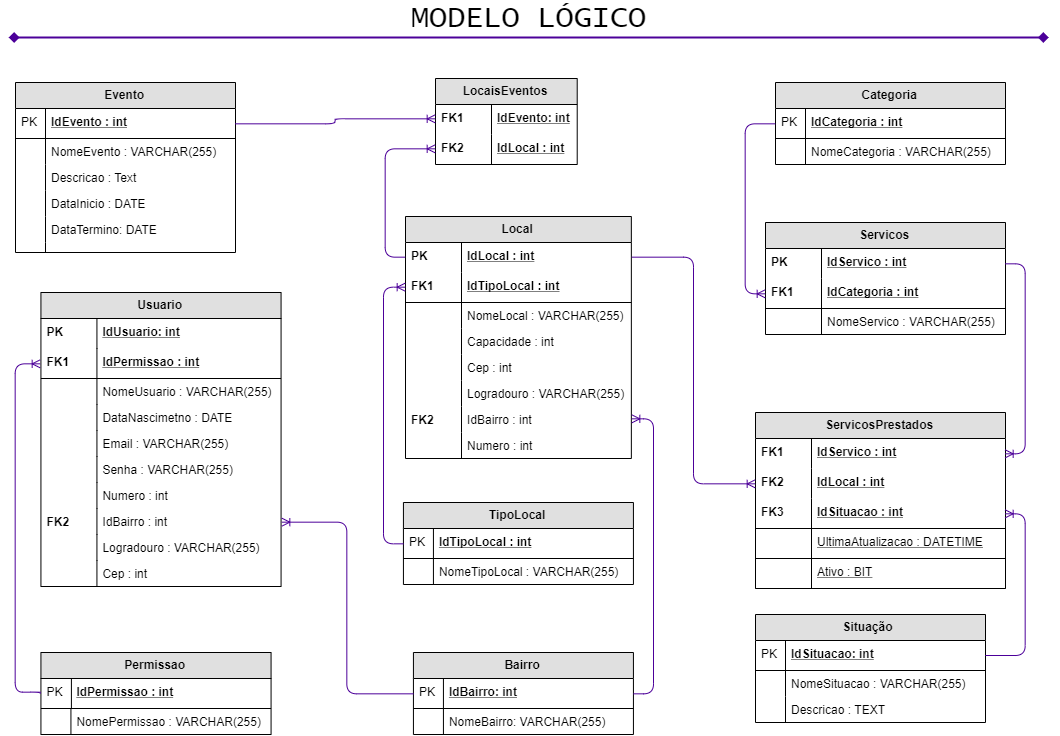 MODELO LÓGICO
Evento
PK IdEvento : int
NomeEvento : VARCHAR(255)
Descricao : Text
DataInicio : DATE
DataTermino: DATE
LocaisEventos
FK1 IdEvento: int
FK2 IdLocal : int
Categoria
PK IdCategoria : int
NomeCategoria : VARCHAR(255)
Local
PK IdLocal : int
FK1 IdTipoLocal : int
NomeLocal : VARCHAR(255)
Capacidade : int
Cep : int
Logradouro : VARCHAR(255)
FK2 IdBairro : int
Numero : int
Servicos
PK IdServico : int
FK1 IdCategoria : int
NomeServico : VARCHAR(255)
Usuario
PK IdUsuario: int
FK1 IdPermissao : int
NomeUsuario : VARCHAR(255)
DataNascimetno : DATE
Email : VARCHAR(255)
Senha : VARCHAR(255)
Numero : int
FK2 IdBairro : int
Logradouro : VARCHAR(255)
Cep : int
ServicosPrestados
FK1 IdServico : int
FK2 IdLocal : int
FK3 IdSituacao : int
UltimaAtualizacao : DATETIME
Ativo : BIT
TipoLocal
PK IdTipoLocal : int
NomeTipoLocal : VARCHAR(255)
Situação
PK IdSituacao: int
NomeSituacao : VARCHAR(255)
Descricao : TEXT
Permissao
PK IdPermissao : int
NomePermissao : VARCHAR(255)
Bairro
PK IdBairro: int
NomeBairro: VARCHAR(255)